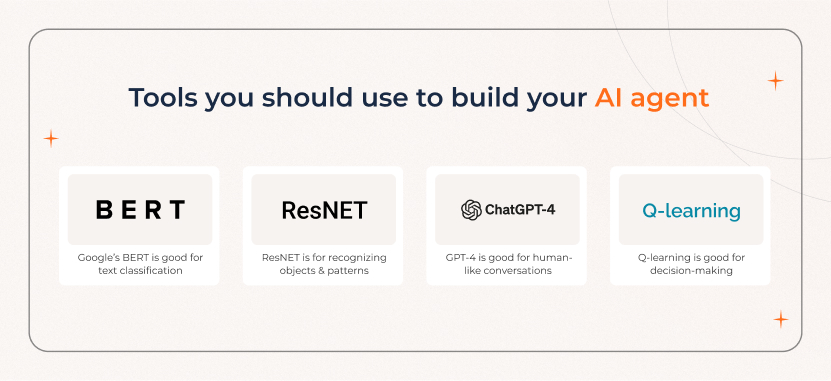 Tools you should use to build your AI agent
BERT
Google's BERT is good for
text classification
ResNET
ResNET is for recognizing
objects & patterns
ChatGPT-4
GPT-4 is good for human-
like conversations
Q-learning
Q-learning is good for
decision-making